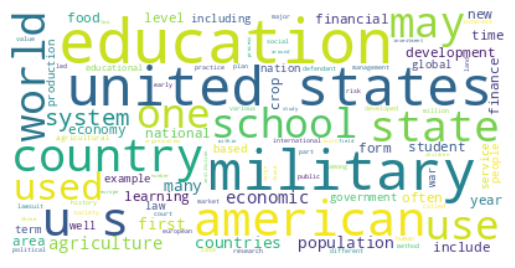 food level including financial may new
education time
world production educational nation development global
united states crop finance
system one school state
economy national form student
country based military service people
used example many learning economic war government often
u s american use
law first market year
term well countries population include
area agriculture
political european research different method
lawsuit history society court
social practice plan management defendant
early various study risk developed million
international part public
value major process around led
agricultural
human